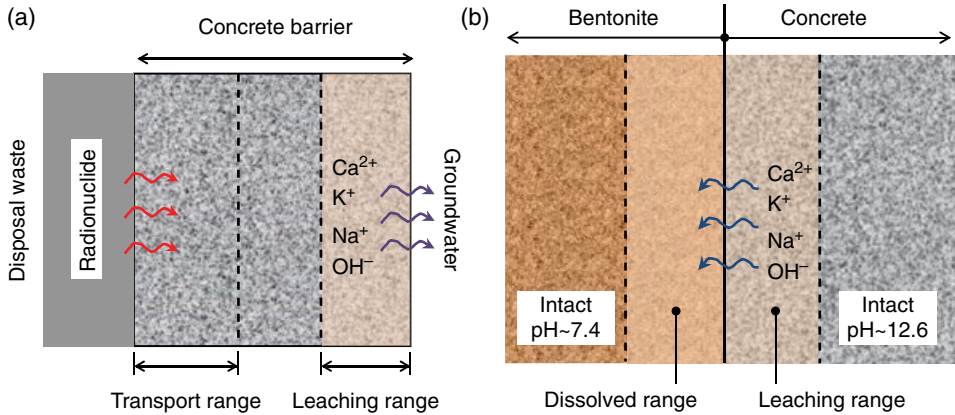 (a)
Concrete barrier
Disposal waste
Radionuclide
Ca²⁺
K⁺
Na⁺
OH⁻
Groundwater
Transport range
Leaching range
(b)
Bentonite
Concrete
Ca²⁺
K⁺
Na⁺
OH⁻
Intact
pH~7.4
Intact
pH~12.6
Dissolved range
Leaching range